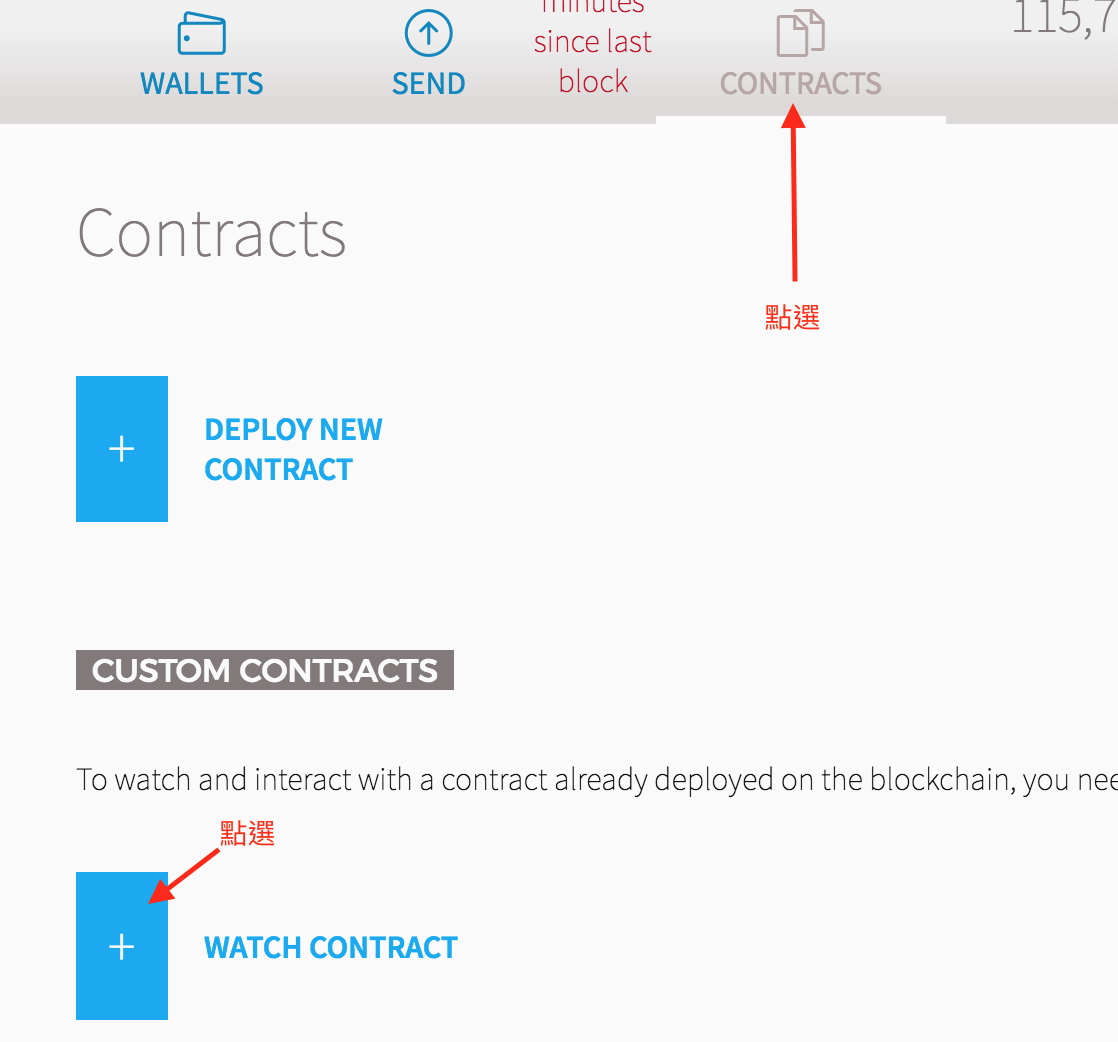 minutes
since last
block
115,7
WALLETS
SEND
CONTRACTS
Contracts
點選
DEPLOY NEW
CONTRACT
CUSTOM CONTRACTS
To watch and interact with a contract already deployed on the blockchain, you nee
點選
WATCH CONTRACT